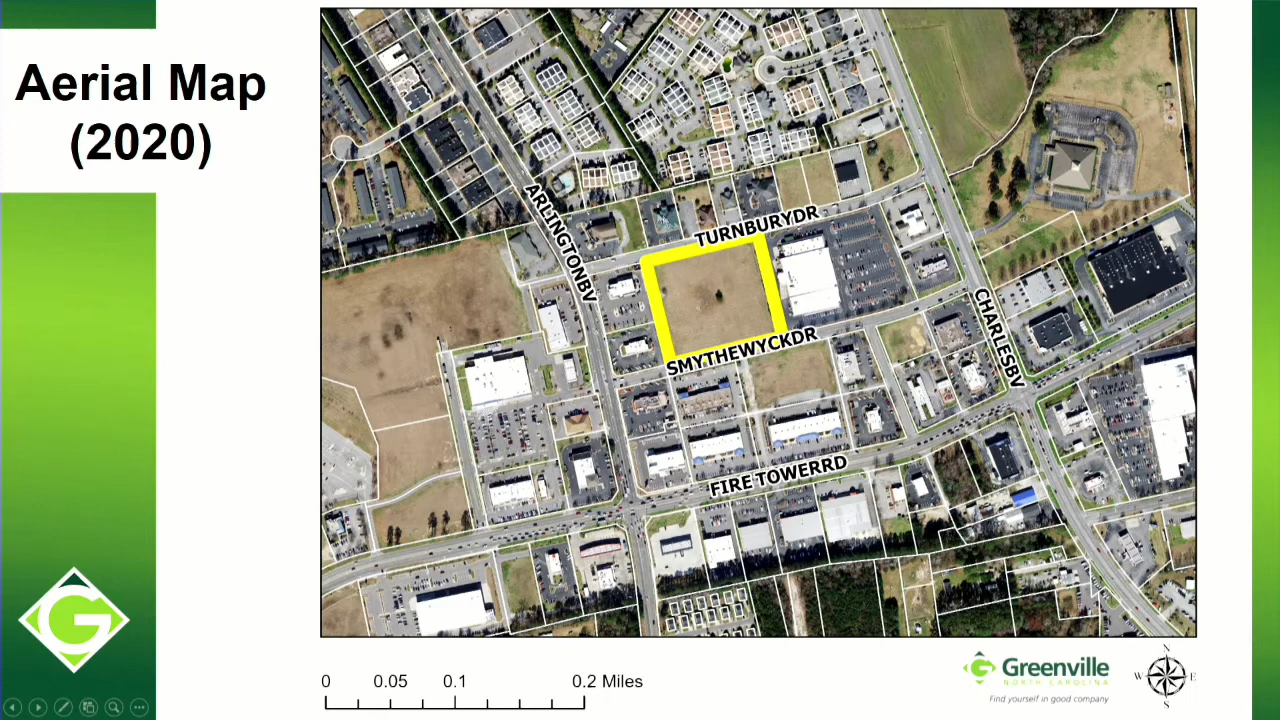 Aerial Map
(2020)
ARLINGTONBV
TURNBURYDR
SMYTHEWYCKDR
CHARLESBV
FIRE TOWERRD
0 0.05 0.1 0.2 Miles
G
Greenville
NORTH CAROLINA
Find yourself in good company
N
W E
S